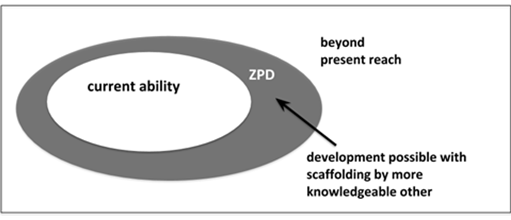 beyond
present reach
ZPD
current ability
development possible with
scaffolding by more
knowledgeable other